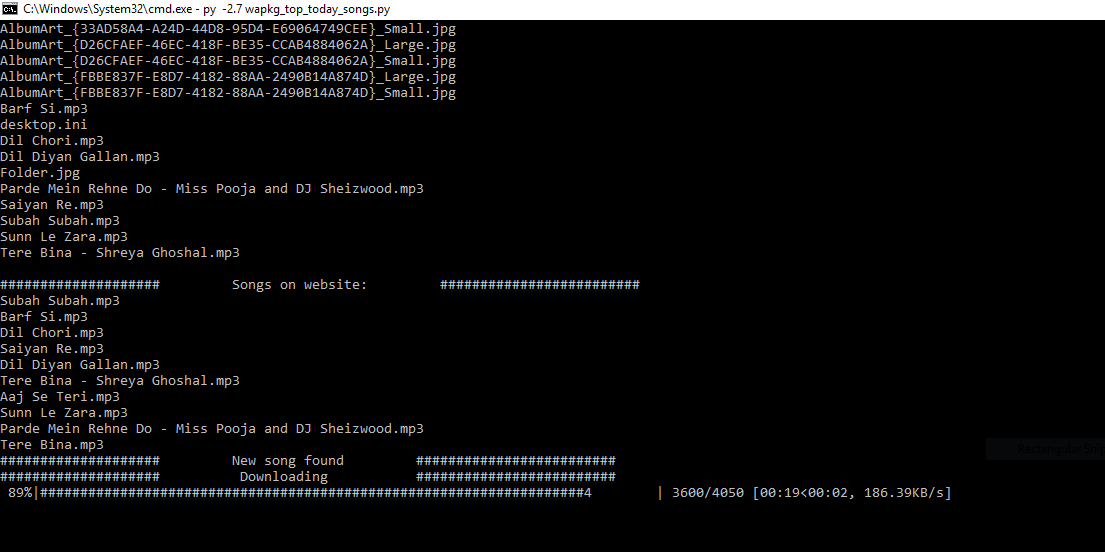 C:\Windows\System32\cmd.exe - py -2.7 wapkg_top_today_songs.py
AlbumArt_{33AD58A4-A24D-44D8-95D4-E69064749CEE}_Small.jpg
AlbumArt_{D26CFAEF-46EC-418F-BE35-CCAB4884062A}_Large.jpg
AlbumArt_{D26CFAEF-46EC-418F-BE35-CCAB4884062A}_Small.jpg
AlbumArt_{FBBE837F-E8D7-4182-88AA-2490B14A874D}_Large.jpg
AlbumArt_{FBBE837F-E8D7-4182-88AA-2490B14A874D}_Small.jpg
Barf Si.mp3
desktop.ini
Dil Chori.mp3
Dil Diyan Gallan.mp3
Folder.jpg
Parde Mein Rehne Do - Miss Pooja and DJ Sheizwood.mp3
Saiyan Re.mp3
Subah Subah.mp3
Sunn Le Zara.mp3
Tere Bina - Shreya Ghoshal.mp3
#################### Songs on website: #########################
Subah Subah.mp3
Barf Si.mp3
Dil Chori.mp3
Saiyan Re.mp3
Dil Diyan Gallan.mp3
Tere Bina - Shreya Ghoshal.mp3
Aaj Se Teri.mp3
Sunn Le Zara.mp3
Parde Mein Rehne Do - Miss Pooja and DJ Sheizwood.mp3
Tere Bina.mp3
#################### New song found #########################
#################### Downloading #########################
89%|####################################################################4 | 3600/4050 [00:19<00:02, 186.39KB/s]
Rectangular Snip